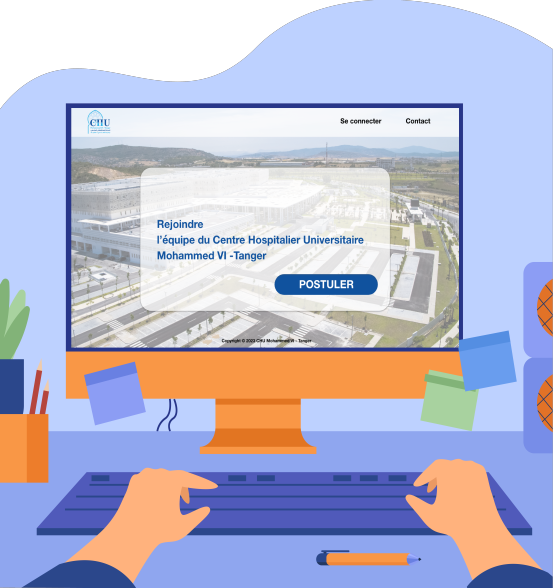 CHU
Se connecter
Contact
Rejoindre
l'équipe du Centre Hospitalier Universitaire
Mohammed VI -Tanger
POSTULER
Copyright © 2022 CHU Mohammed VI - Tanger